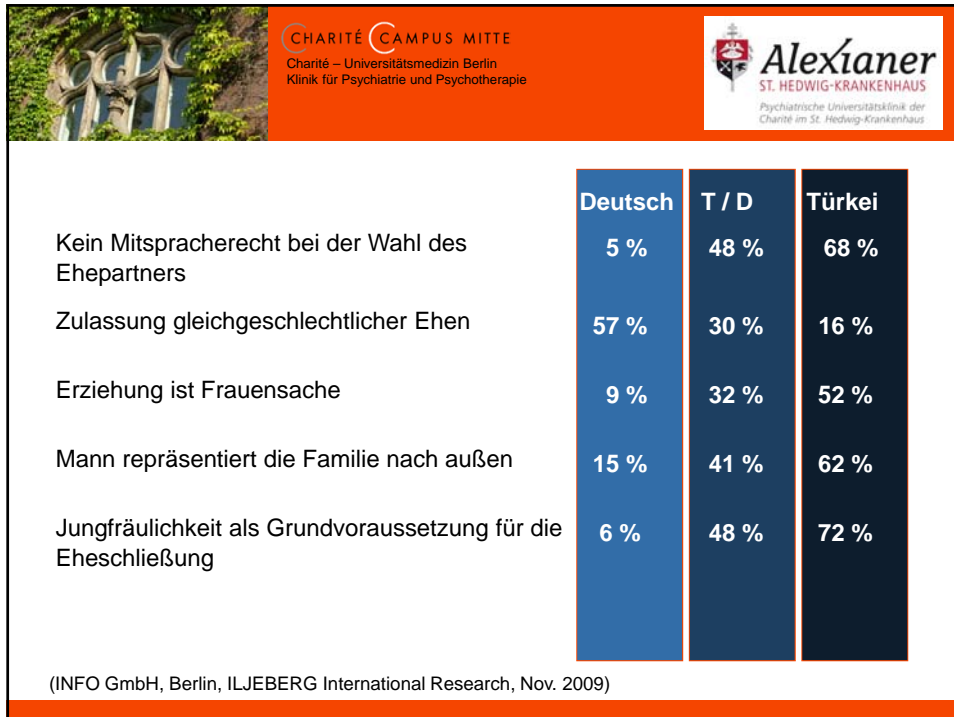 CHARITÉ CAMPUS MITTE
Charité – Universitätsmedizin Berlin
Klinik für Psychiatrie und Psychotherapie
Alexianer
ST. HEDWIG-KRANKENHAUS
Psychiatrische Universitätsklinik der
Charité im St. Hedwig-Krankenhaus
Deutsch T / D Türkei
Kein Mitspracherecht bei der Wahl des
Ehepartners
5 % 48 % 68 %
Zulassung gleichgeschlechtlicher Ehen 57 % 30 % 16 %
Erziehung ist Frauensache 9 % 32 % 52 %
Mann repräsentiert die Familie nach außen 15 % 41 % 62 %
Jungfräulichkeit als Grundvoraussetzung für die
Eheschließung
6 % 48 % 72 %
(INFO GmbH, Berlin, ILJEBERG International Research, Nov. 2009)